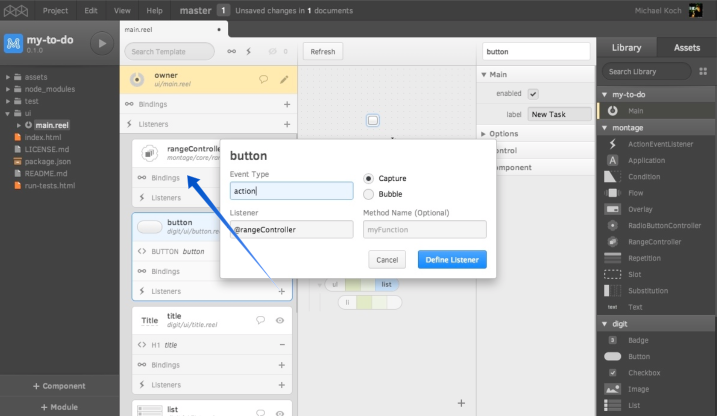 Project Edit View Help master 1 Unsaved changes in 1 documents Michael Koch
my-to-do
0.1.0
assets
node_modules
test
ui
main.reel
index.html
LICENSE.md
package.json
README.md
run-tests.html
+ Component
+ Module
main.reel
Search Template
0
owner
ui/main.reel
Bindings
Listeners
rangeControlle
montage/core/ran
Bindings
Listeners
button
digit/ui/button.re
<> BUTTON button
Bindings
Listeners
Title title
digit/ui/title.reel
<> H1 title
Bindings
Listeners
list
Refresh
ui list
li
button
Event Type
action
Capture
Bubble
Listener
@rangeController
Method Name (Optional)
myFunction
Cancel Define Listener
button
Main
enabled
label New Task
Options
ontrol
omponent
Library Assets
Search Library
my-to-do
Main
montage
ActionEventListener
Application
Condition
Flow
Overlay
RadioButtonController
RangeController
Repetition
Slot
Substitution
text Text
digit
3 Badge
Button
Checkbox
Image
List